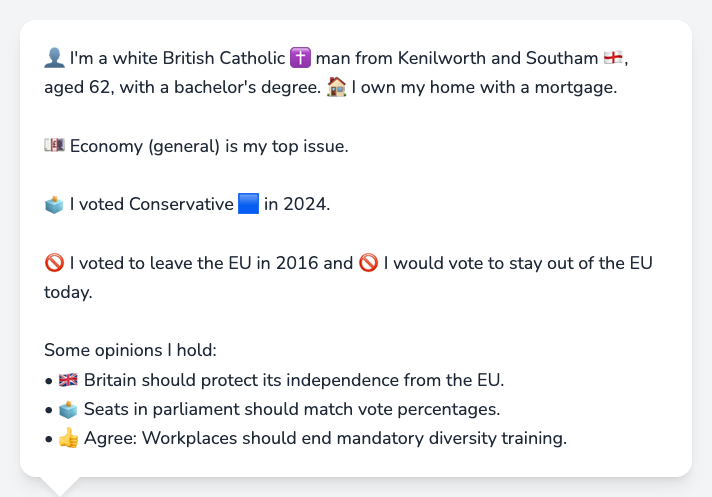 👤 I'm a white British Catholic ✝️ man from Kenilworth and Southam 🏴󠁧󠁢󠁥󠁮󠁧󠁿,
aged 62, with a bachelor's degree. 🏠 I own my home with a mortgage.
💷 Economy (general) is my top issue.
🗳️ I voted Conservative 🟦 in 2024.
🚫 I voted to leave the EU in 2016 and 🚫 I would vote to stay out of the EU
today.
Some opinions I hold:
• 🇬🇧 Britain should protect its independence from the EU.
• 🗳️ Seats in parliament should match vote percentages.
• 👍 Agree: Workplaces should end mandatory diversity training.